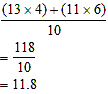 (13 × 4) + (11 × 6)
10
= 118
10
= 11.8